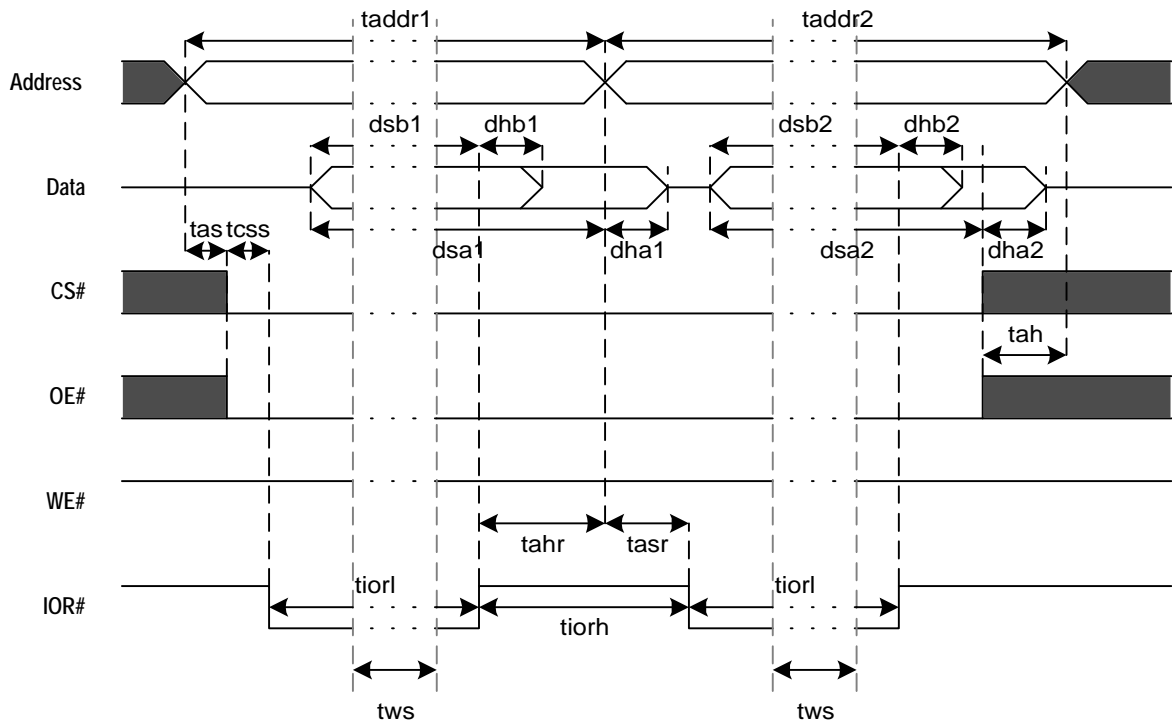 taddr1 taddr2
Address
dsb1 dhb1 dsb2 dhb2
Data
tas tcss dsa1 dha1 dsa2 dha2
CS#
tah
OE#
WE#
tahr tasr
tiorl tiorl
IOR#
tiorh
tws tws